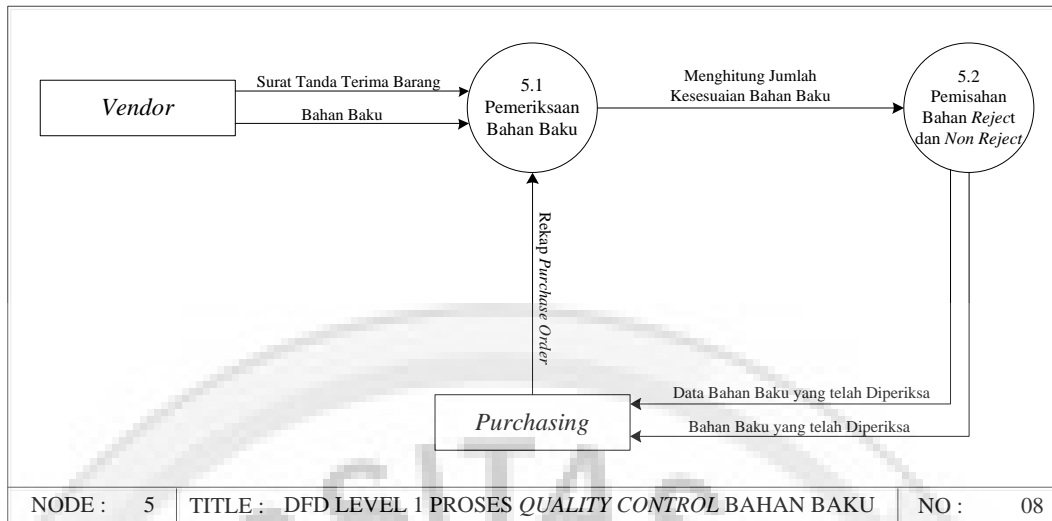 Vendor
Surat Tanda Terima Barang
Bahan Baku
5.1
Pemeriksaan
Bahan Baku
Menghitung Jumlah
Kesesuaian Bahan Baku
5.2
Pemisahan
Bahan Reject
dan Non Reject
Rekap Purchase Order
Purchasing
Data Bahan Baku yang telah Diperiksa
Bahan Baku yang telah Diperiksa
SITAS
NODE : 5 TITLE : DFD LEVEL 1 PROSES QUALITY CONTROL BAHAN BAKU NO : 08